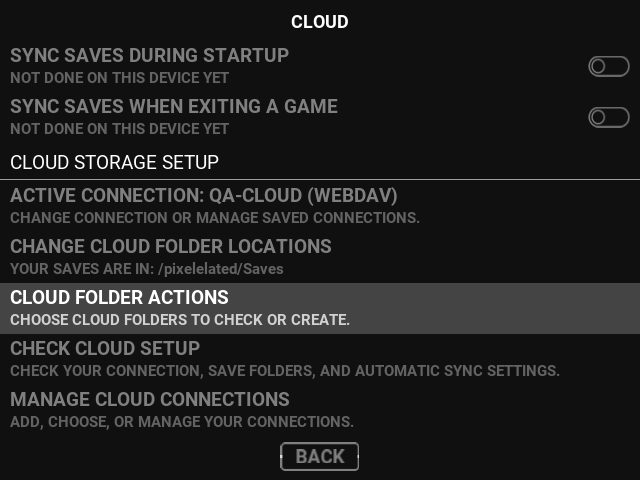 CLOUD
SYNC SAVES DURING STARTUP
NOT DONE ON THIS DEVICE YET
SYNC SAVES WHEN EXITING A GAME
NOT DONE ON THIS DEVICE YET
CLOUD STORAGE SETUP
ACTIVE CONNECTION: QA-CLOUD (WEBDAV)
CHANGE CONNECTION OR MANAGE SAVED CONNECTIONS.
CHANGE CLOUD FOLDER LOCATIONS
YOUR SAVES ARE IN: /pixelelated/Saves
CLOUD FOLDER ACTIONS
CHOOSE CLOUD FOLDERS TO CHECK OR CREATE.
CHECK CLOUD SETUP
CHECK YOUR CONNECTION, SAVE FOLDERS, AND AUTOMATIC SYNC SETTINGS.
MANAGE CLOUD CONNECTIONS
ADD, CHOOSE, OR MANAGE YOUR CONNECTIONS.
BACK